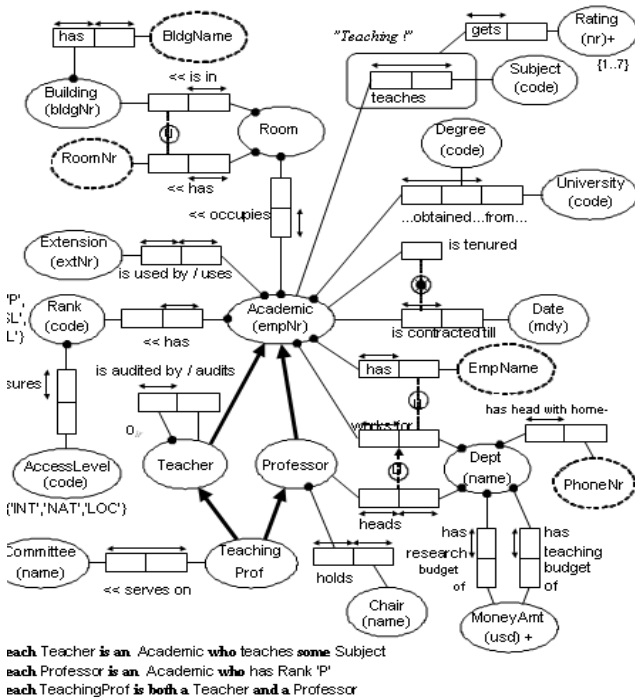 has
BldgName
"Teaching !"
gets
Rating
(nr)+
{1..7}
Building
(bldgNr)
<< is in
Subject
(code)
teaches
Room
Degree
(code)
RoomNr
<< has
University
(code)
<< occupies
...obtained...from...
Extension
(extNr)
is used by / uses
is tenured
'P',
Rank
(code)
Academic
(empNr)
Date
(mdy)
L'}
<< has
is contracted till
sures
is audited by / audits
has
EmpName
has head with home-
works for
AccessLevel
(code)
Teacher
Professor
Dept
(name)
PhoneNr
{'INT','NAT','LOC'}
heads
has
research
budget
of
has
teaching
budget
of
Committee
(name)
Teaching
Prof
<< serves on
holds
Chair
(name)
MoneyAmt
(usd) +
each Teacher is an Academic who teaches some Subject
each Professor is an Academic who has Rank 'P'
each TeachingProf is both a Teacher and a Professor